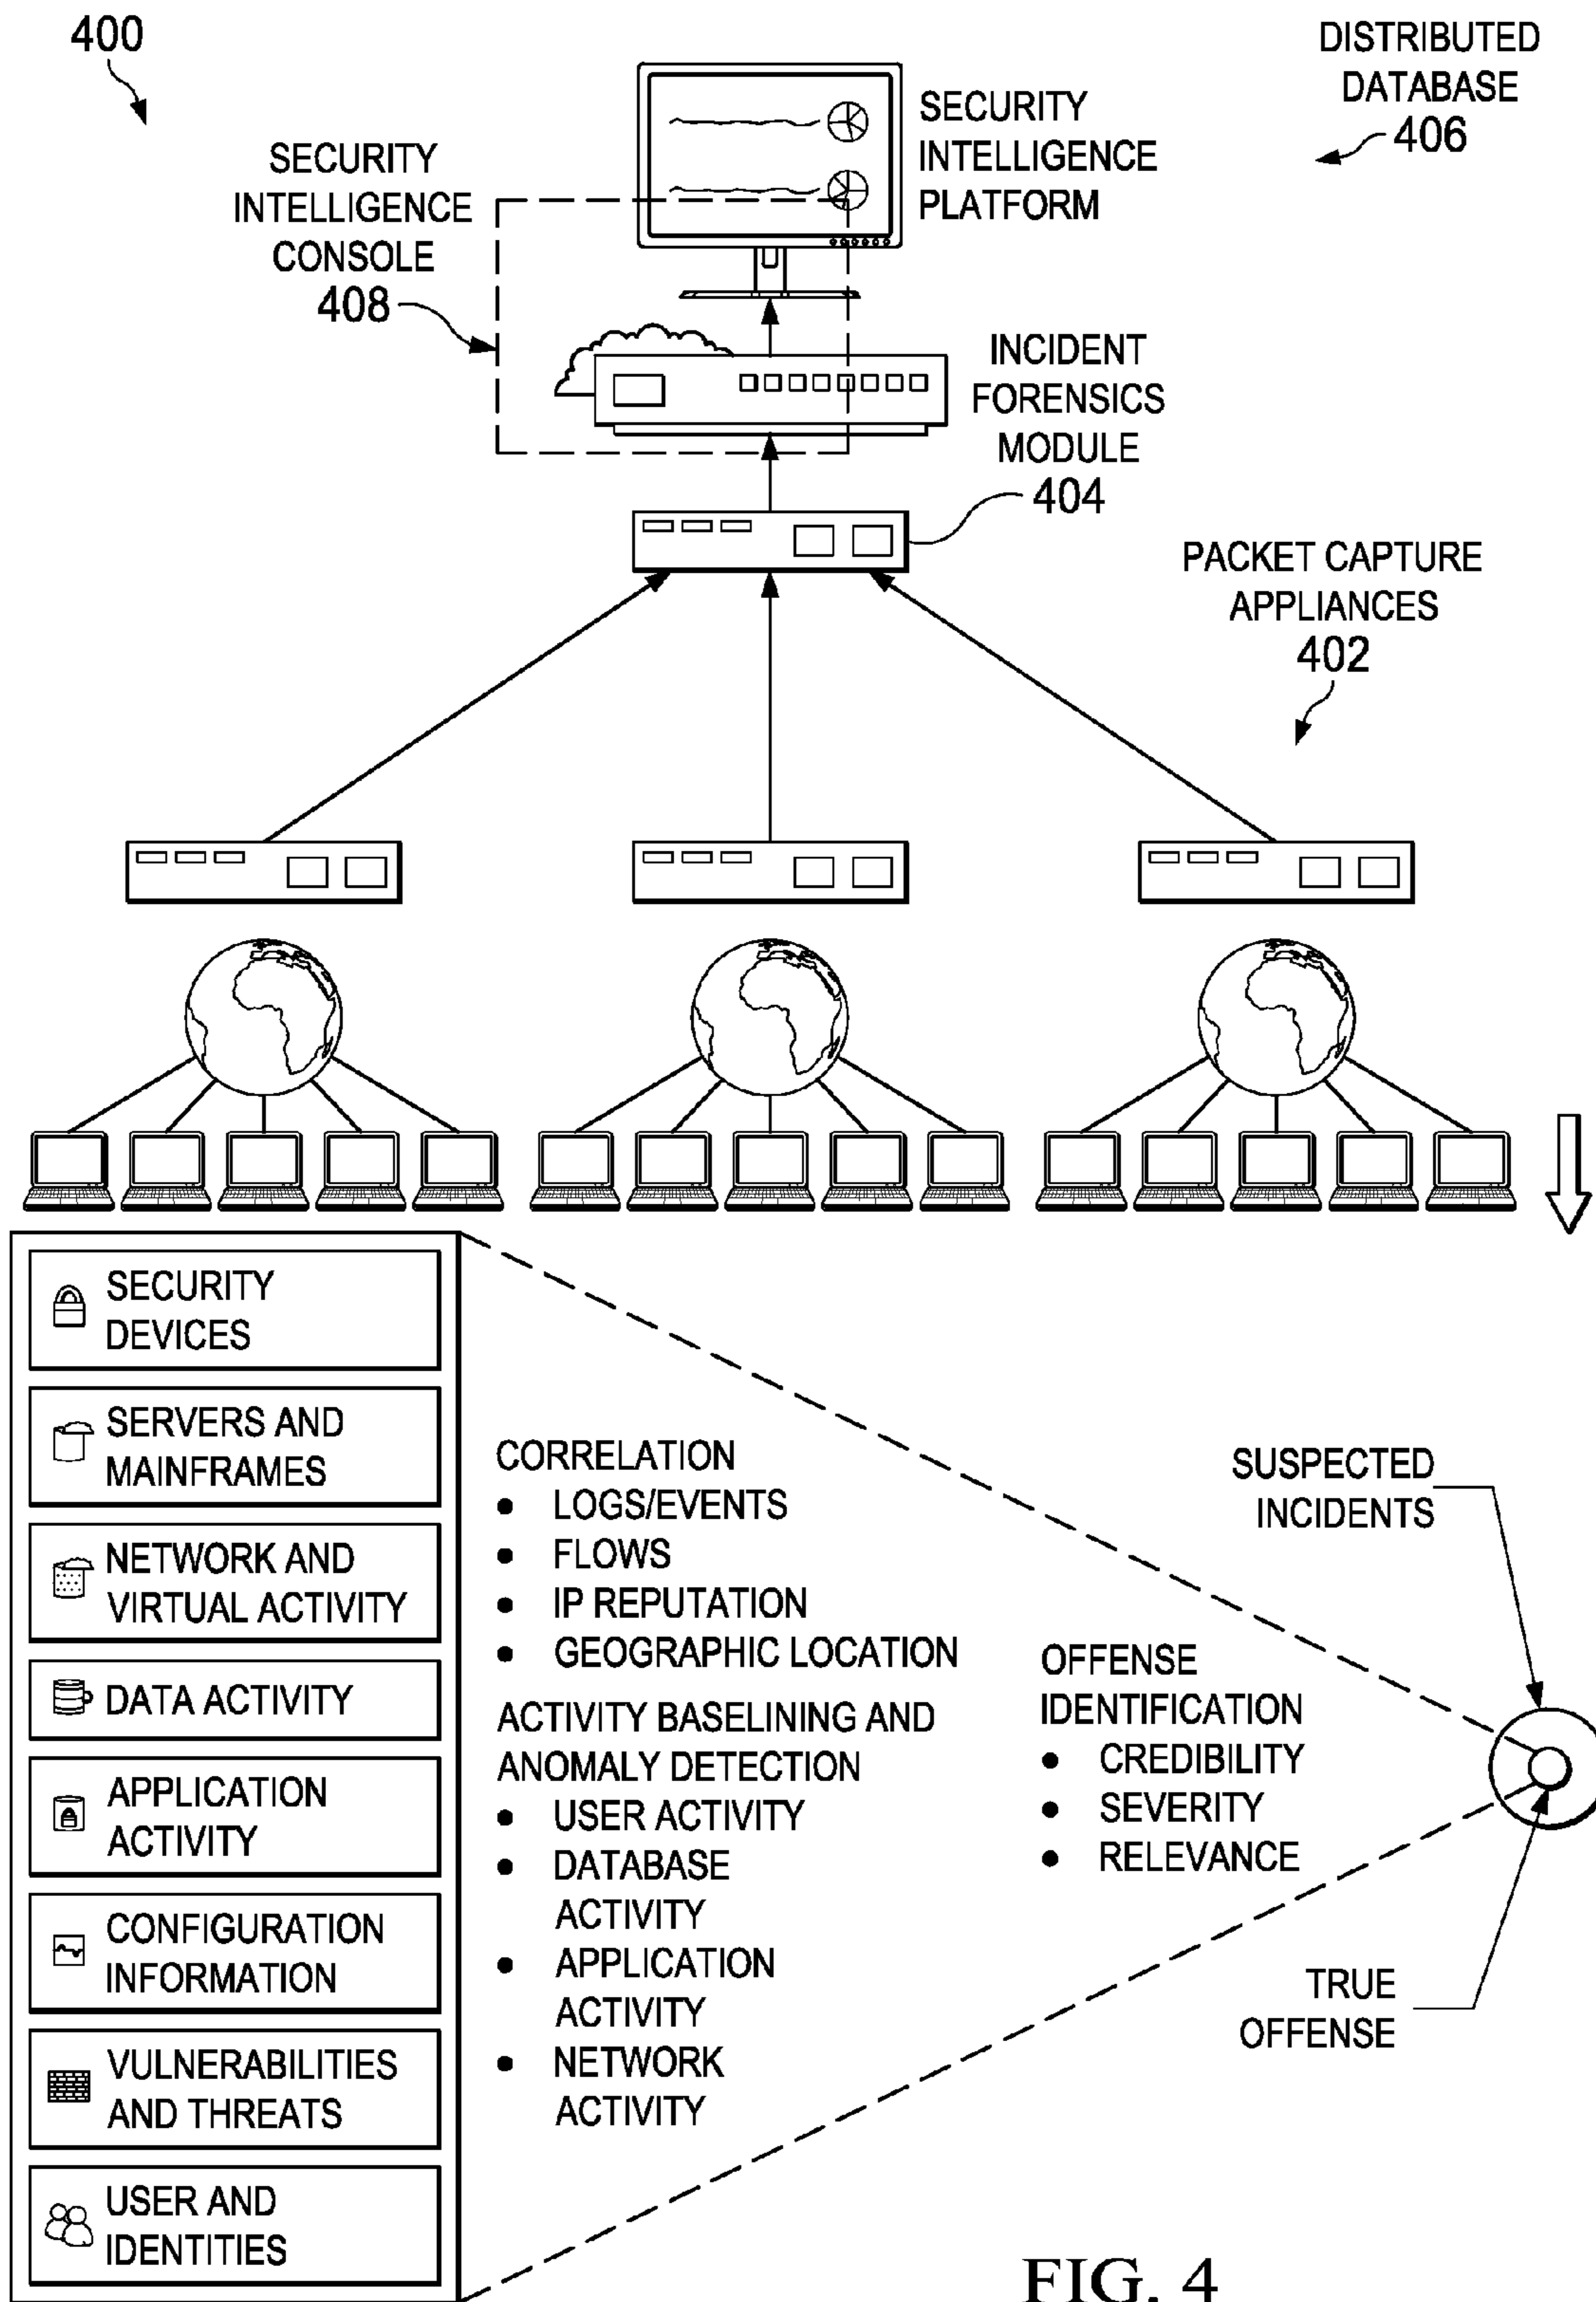 400
DISTRIBUTED
DATABASE
406
SECURITY
INTELLIGENCE
PLATFORM
SECURITY
INTELLIGENCE
CONSOLE
408
INCIDENT
FORENSICS
MODULE
404
PACKET CAPTURE
APPLIANCES
402
SECURITY
DEVICES
SERVERS AND
MAINFRAMES
NETWORK AND
VIRTUAL ACTIVITY
DATA ACTIVITY
APPLICATION
ACTIVITY
CONFIGURATION
INFORMATION
VULNERABILITIES
AND THREATS
USER AND
IDENTITIES
CORRELATION
• LOGS/EVENTS
• FLOWS
• IP REPUTATION
• GEOGRAPHIC LOCATION
ACTIVITY BASELINING AND
ANOMALY DETECTION
• USER ACTIVITY
• DATABASE
ACTIVITY
• APPLICATION
ACTIVITY
• NETWORK
ACTIVITY
OFFENSE
IDENTIFICATION
• CREDIBILITY
• SEVERITY
• RELEVANCE
SUSPECTED
INCIDENTS
TRUE
OFFENSE
FIG. 4